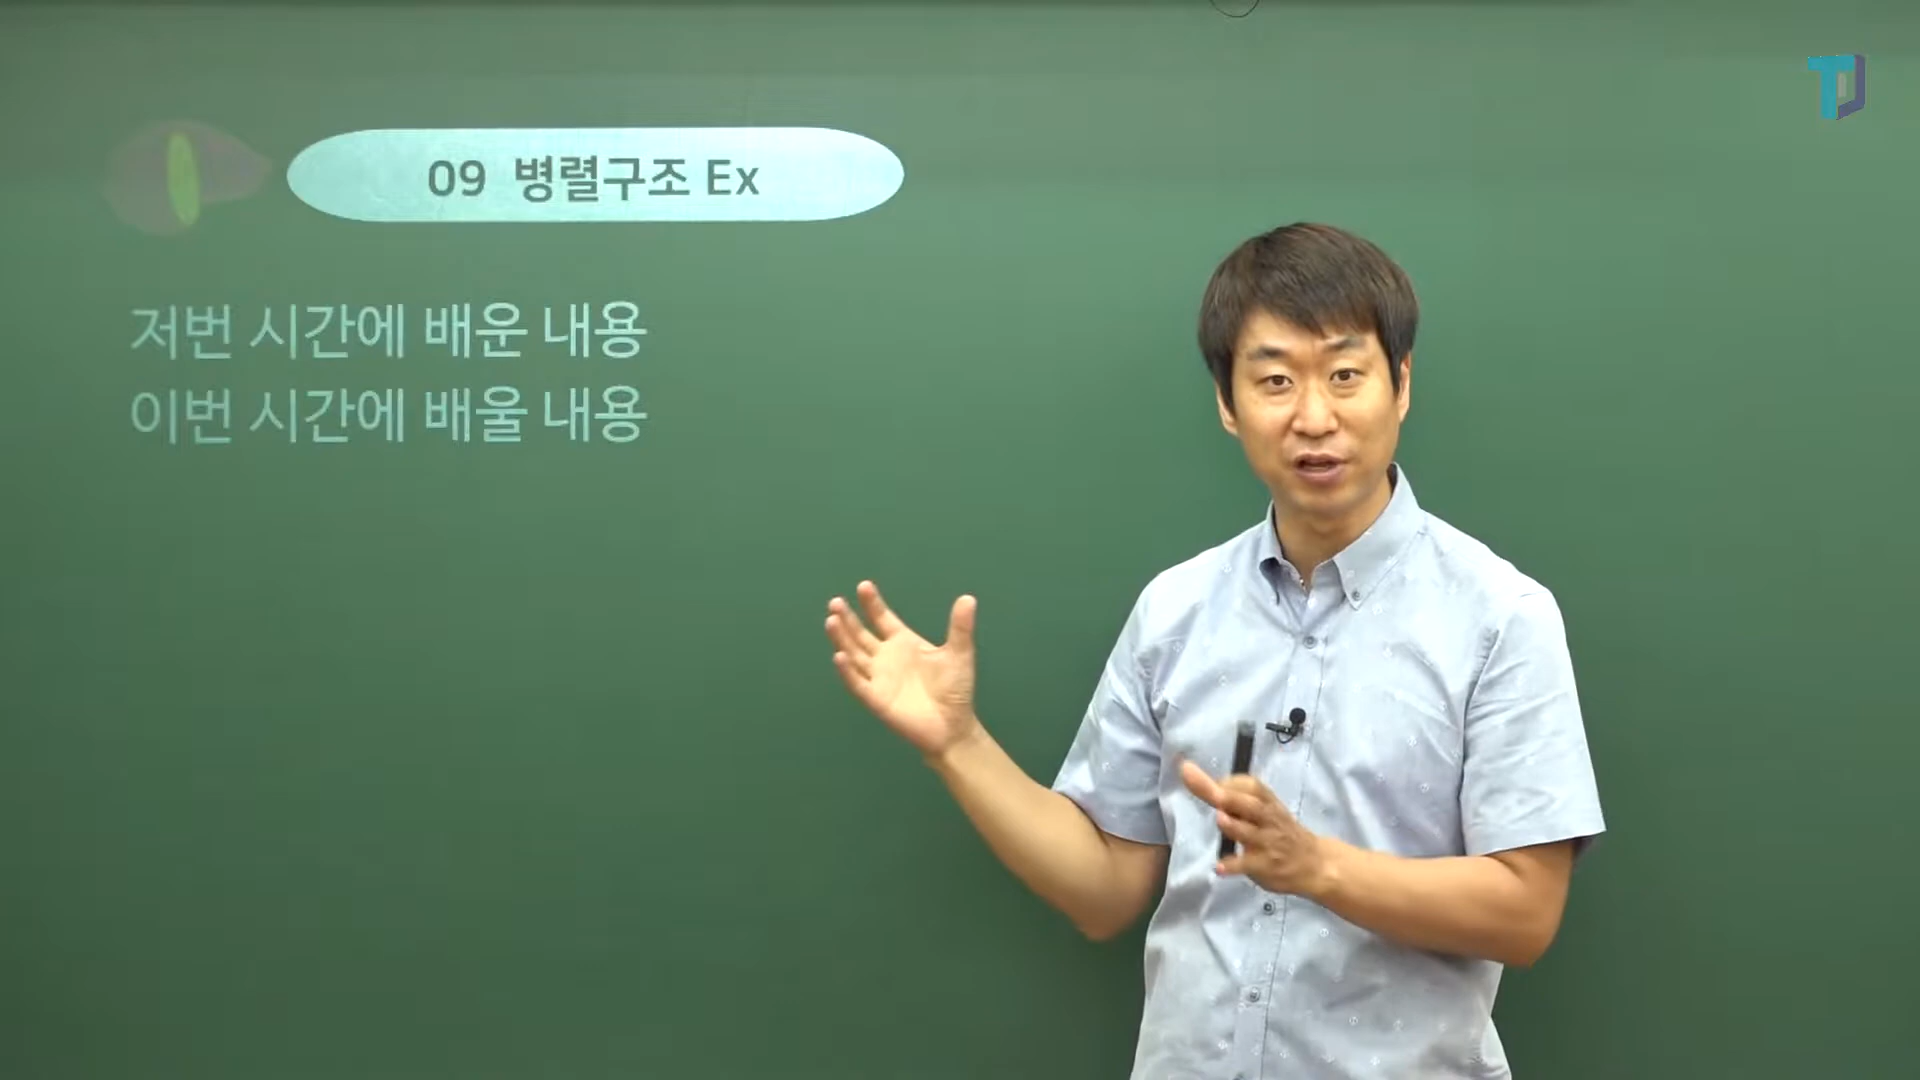 09 병렬구조 Ex
저번 시간에 배운 내용
이번 시간에 배울 내용